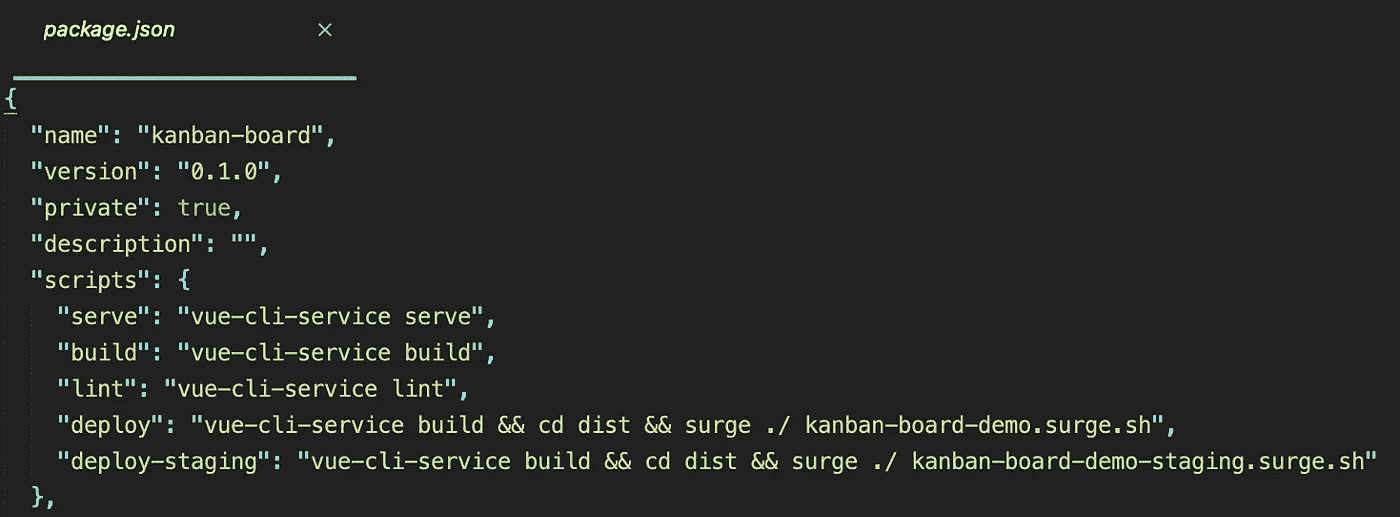 package.json ×
{
  "name": "kanban-board",
  "version": "0.1.0",
  "private": true,
  "description": "",
  "scripts": {
    "serve": "vue-cli-service serve",
    "build": "vue-cli-service build",
    "lint": "vue-cli-service lint",
    "deploy": "vue-cli-service build && cd dist && surge ./ kanban-board-demo.surge.sh",
    "deploy-staging": "vue-cli-service build && cd dist && surge ./ kanban-board-demo-staging.surge.sh"
  },